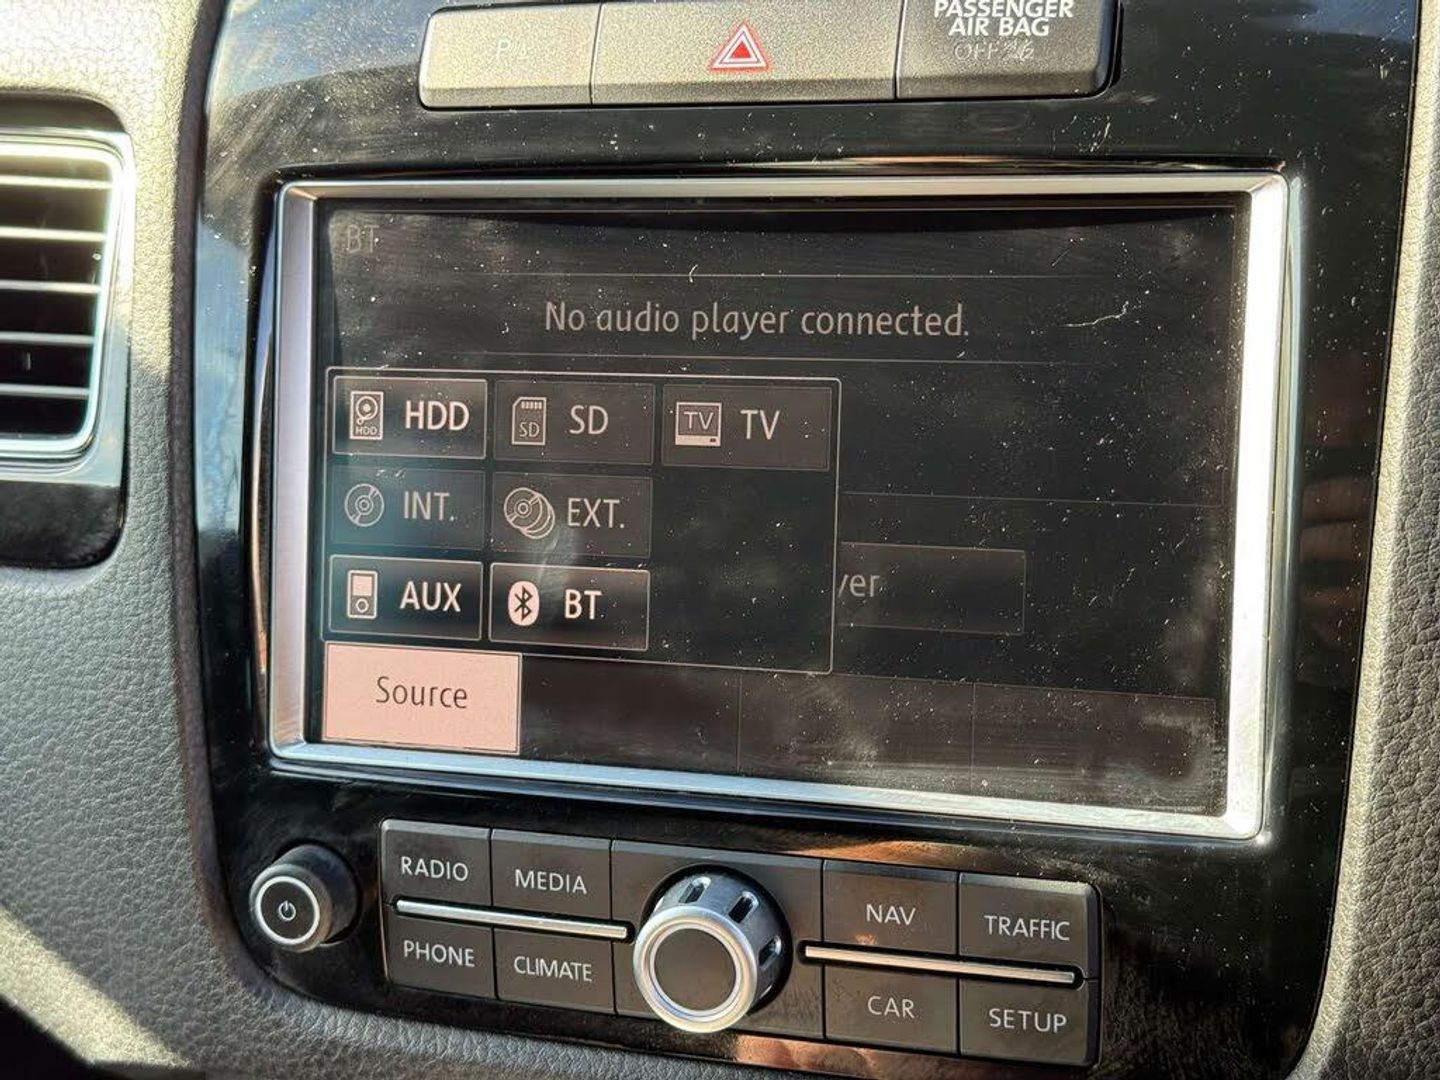 PASSENGER
AIR BAG
OFF
BT
No audio player connected.
HDD HDD
SD SD
TV TV
INT.
EXT.
AUX
BT
yer
Source
RADIO
MEDIA
NAV
TRAFFIC
PHONE
CLIMATE
CAR
SETUP